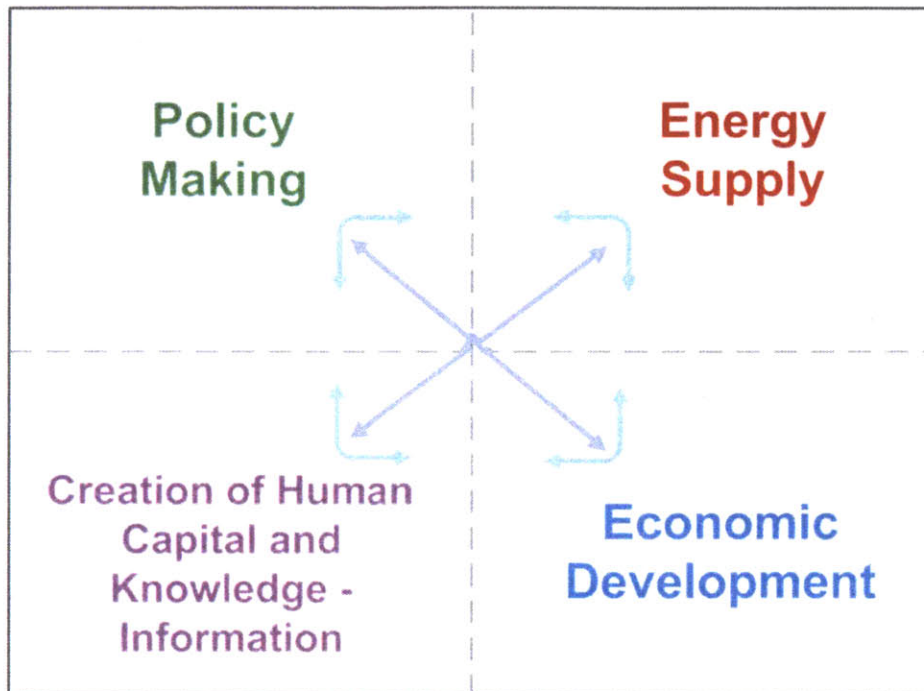 Policy
Making
Energy
Supply
Creation of Human
Capital and
Knowledge -
Information
Economic
Development